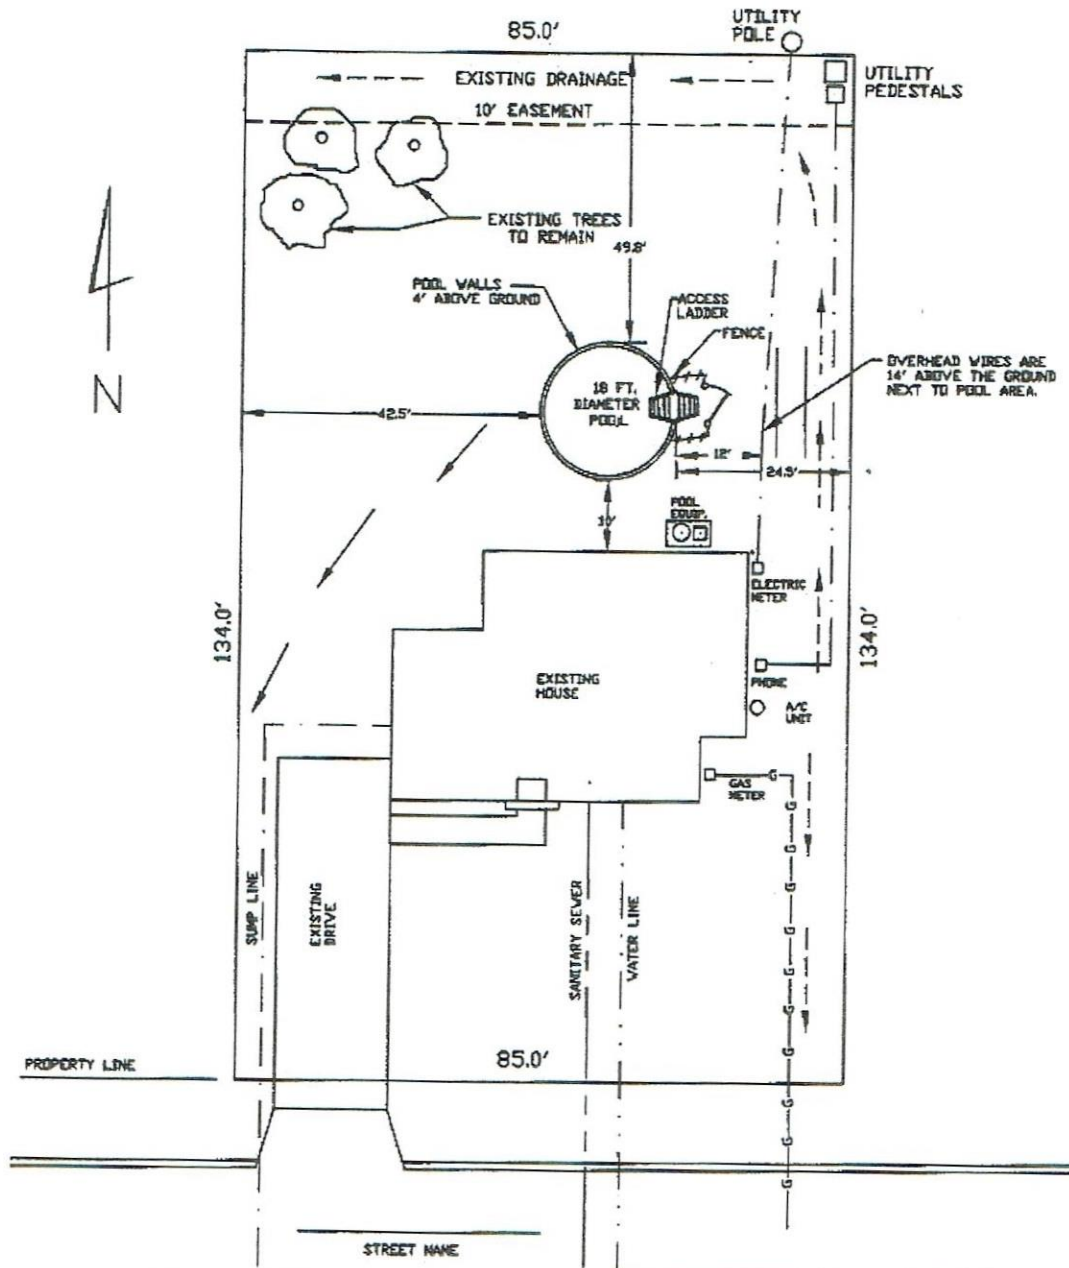 85.0'
UTILITY
POLE
EXISTING DRAINAGE
UTILITY
PEDESTALS
10' EASEMENT
EXISTING TREES
TO REMAIN
49.8'
POOL WALLS
4' ABOVE GROUND
ACCESS
LADDER
FENCE
OVERHEAD WIRES ARE
14' ABOVE THE GROUND
NEXT TO POOL AREA.
N
18 FT.
DIAMETER
POOL
42.5'
12'
24.5'
POOL
EQUIP.
10'
ELECTRIC
METER
134.0'
134.0'
EXISTING
HOUSE
PHONE
A/C
UNIT
GAS
METER
G
G
G
G
G
G
G
G
G
G
G
SUMP LINE
EXISTING
DRIVE
SANITARY SEWER
WATER LINE
85.0'
PROPERTY LINE
STREET NAME